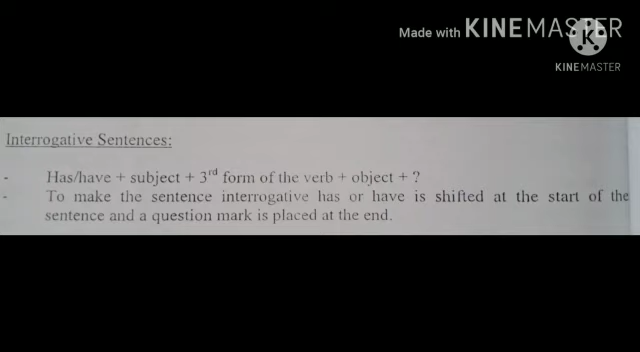 Made with KINEMASTER
KINEMASTER
Interrogative Sentences:
- Has/have + subject + 3rd form of the verb + object + ?
- To make the sentence interrogative has or have is shifted at the start of the
sentence and a question mark is placed at the end.